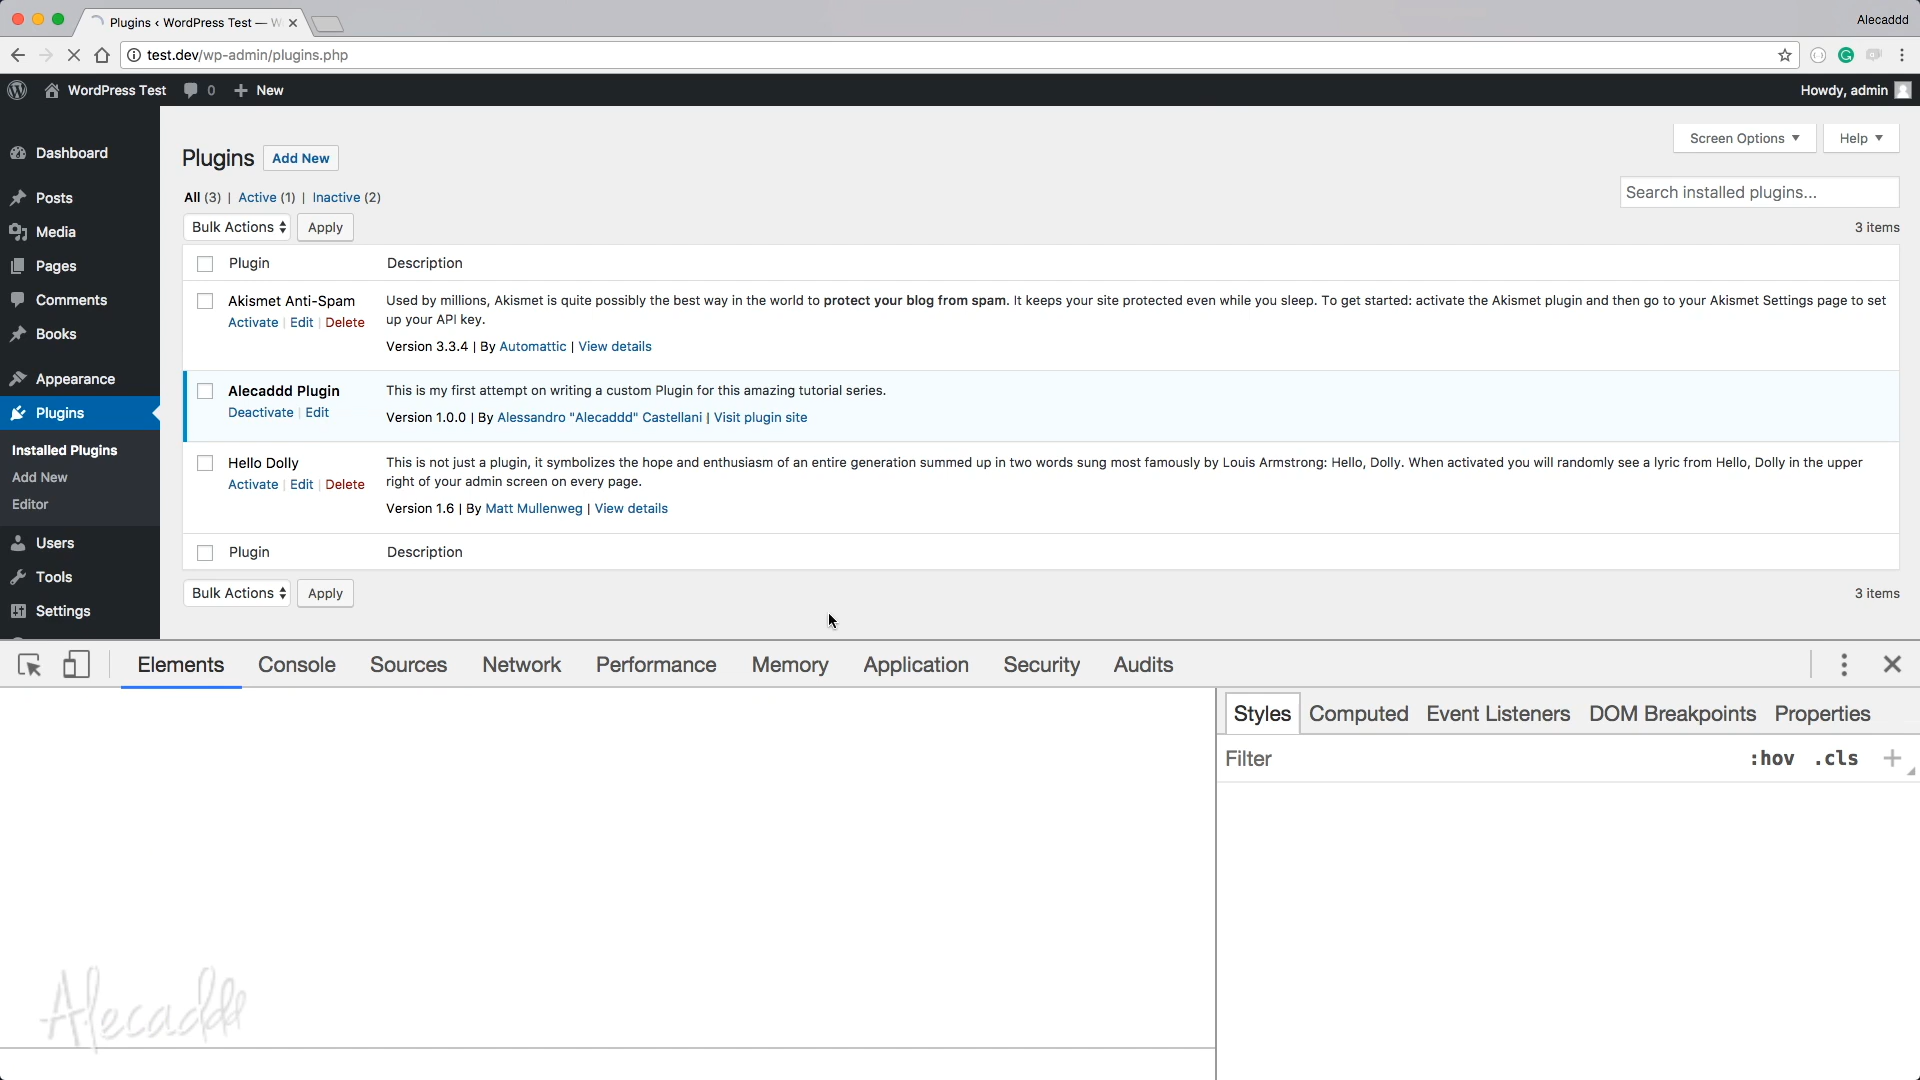 Plugins ‹ WordPress Test — W
Alecaddd
test.dev/wp-admin/plugins.php
WordPress Test
0
New
Howdy, admin
Screen Options
Help
Dashboard
Posts
Media
Pages
Comments
Books
Appearance
Plugins
Installed Plugins
Add New
Editor
Users
Tools
Settings
Plugins Add New
All (3) | Active (1) | Inactive (2)
Search installed plugins...
Bulk Actions Apply
3 items
Plugin Description
Akismet Anti-Spam
Activate | Edit | Delete
Used by millions, Akismet is quite possibly the best way in the world to protect your blog from spam. It keeps your site protected even while you sleep. To get started: activate the Akismet plugin and then go to your Akismet Settings page to set
up your API key.
Version 3.3.4 | By Automattic | View details
Alecaddd Plugin
Deactivate | Edit
This is my first attempt on writing a custom Plugin for this amazing tutorial series.
Version 1.0.0 | By Alessandro "Alecaddd" Castellani | Visit plugin site
Hello Dolly
Activate | Edit | Delete
This is not just a plugin, it symbolizes the hope and enthusiasm of an entire generation summed up in two words sung most famously by Louis Armstrong: Hello, Dolly. When activated you will randomly see a lyric from Hello, Dolly in the upper
right of your admin screen on every page.
Version 1.6 | By Matt Mullenweg | View details
Plugin Description
Bulk Actions Apply
3 items
Elements Console Sources Network Performance Memory Application Security Audits
Styles Computed Event Listeners DOM Breakpoints Properties
Filter
:hov .cls +
Alecaddd